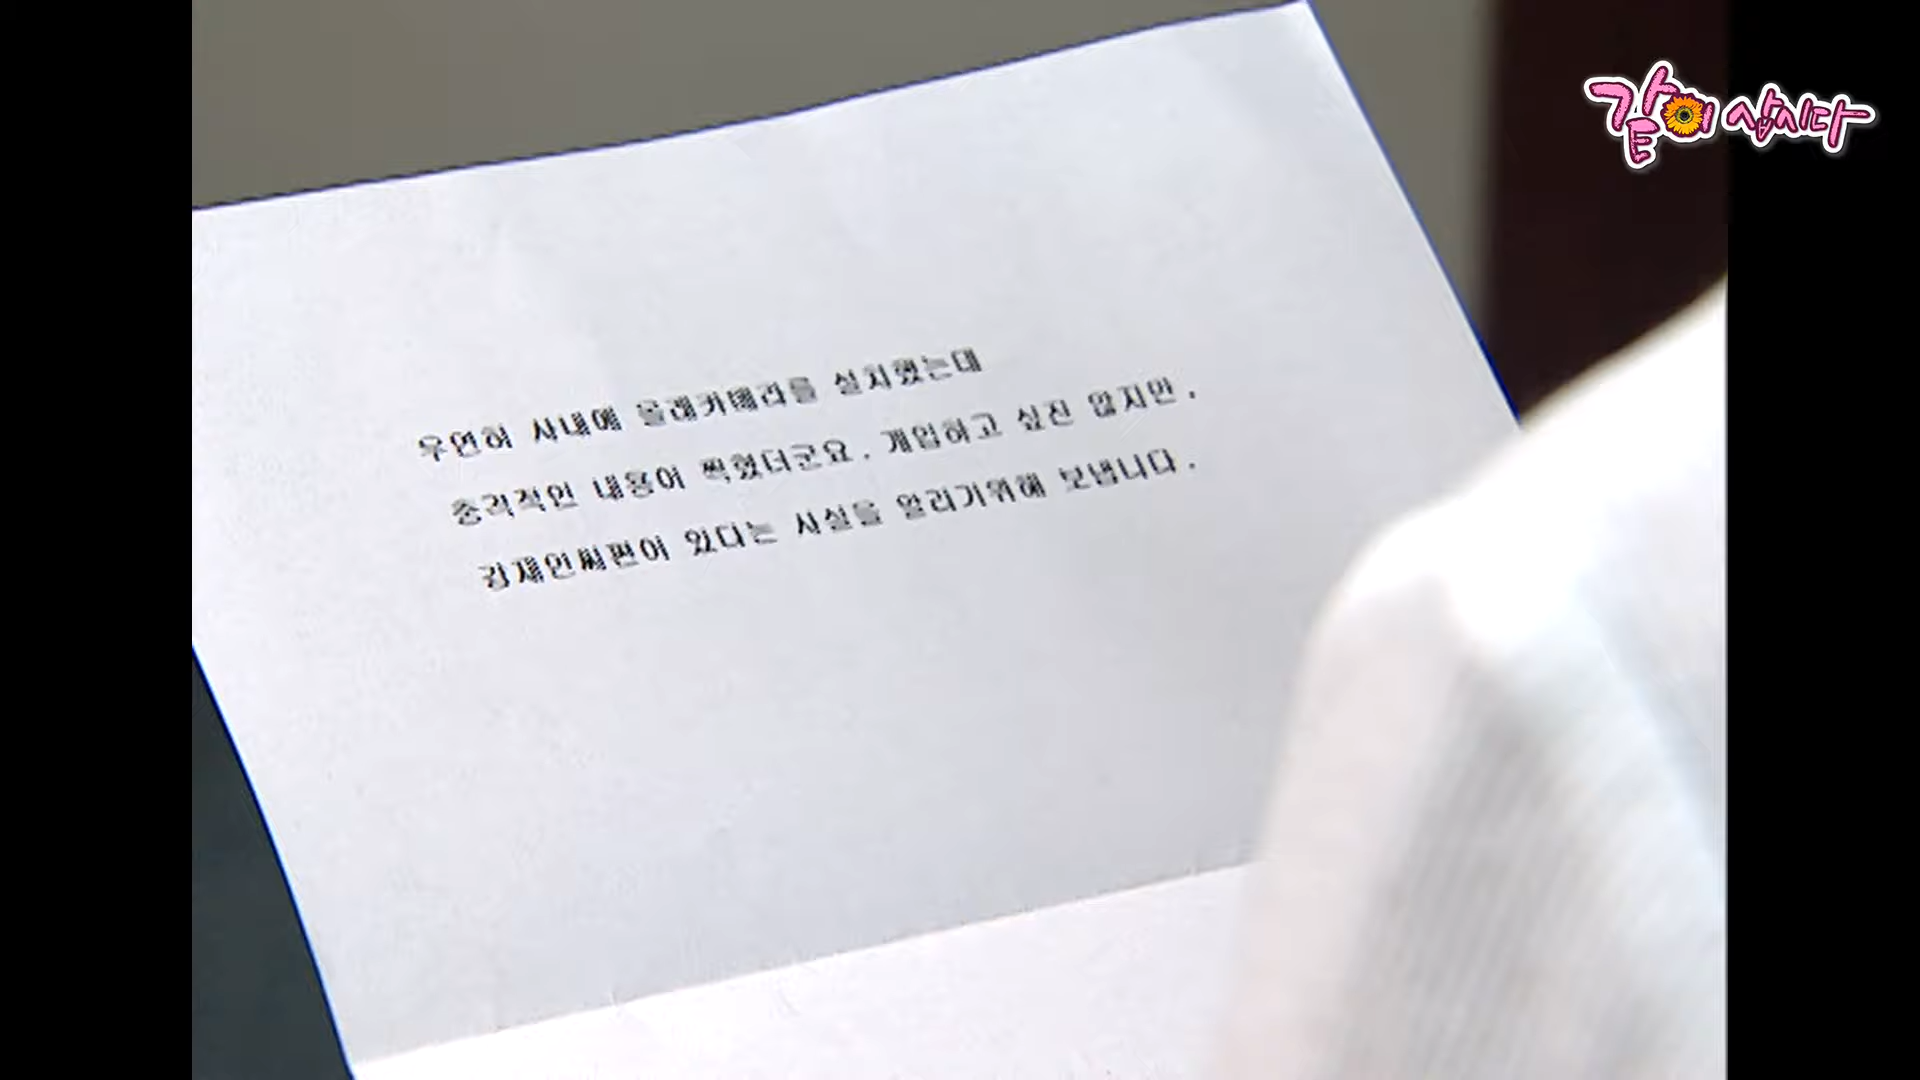 같이 삽시다
우연히 사내에 몰래카메라를 설치했는데
충격적인 내용이 찍혔더군요. 개입하고 싶진 않지만,
강재인씨편이 있다는 사실을 알리기위해 보냅니다.